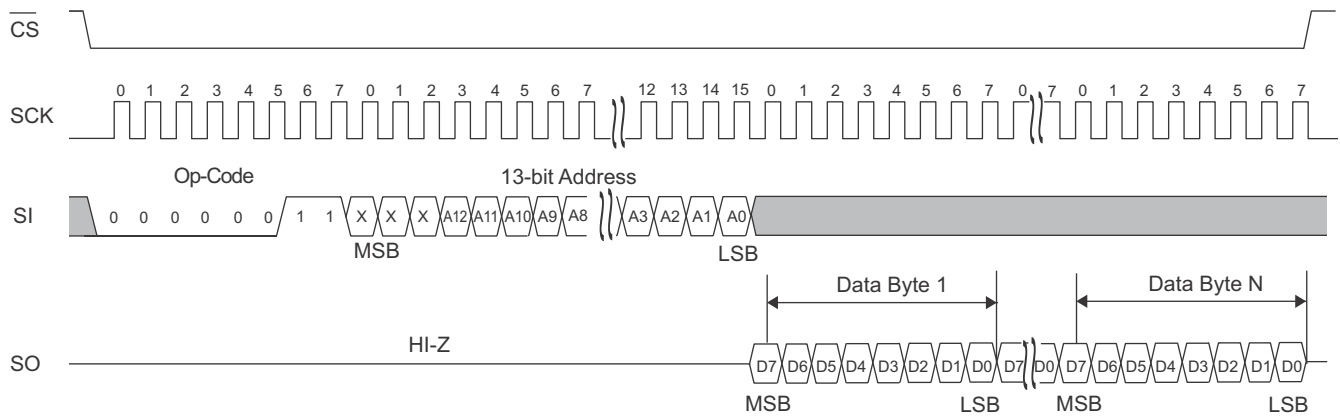 CS
0 1 2 3 4 5 6 7 0 1 2 3 4 5 6 7 12 13 14 15 0 1 2 3 4 5 6 7 0 7 0 1 2 3 4 5 6 7
SCK
Op-Code 13-bit Address
SI 0 0 0 0 0 0 1 1 X X X A12 A11 A10 A9 A8 A3 A2 A1 A0
MSB LSB
Data Byte 1 Data Byte N
HI-Z
SO D7 D6 D5 D4 D3 D2 D1 D0 D7 D0 D7 D6 D5 D4 D3 D2 D1 D0
MSB LSB MSB LSB